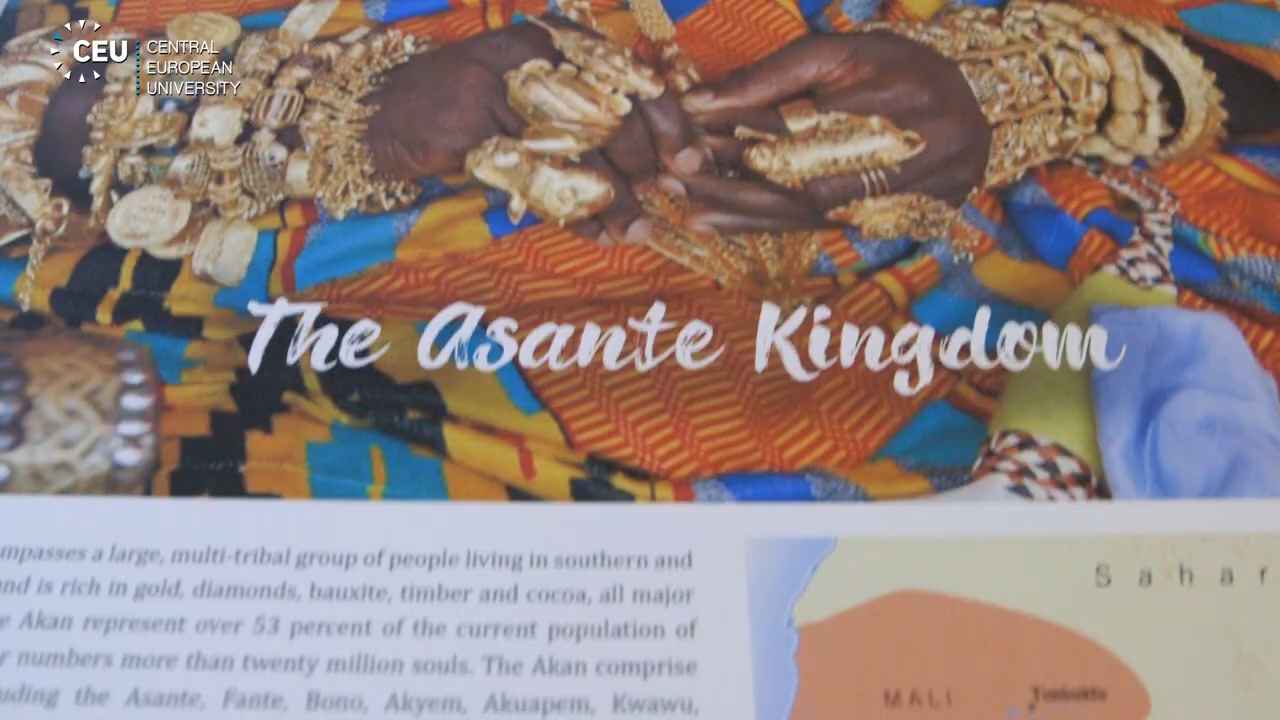 CEU
CENTRAL
EUROPEAN
UNIVERSITY
The Asante Kingdom
mpasses a large, multi-tribal group of people living in southern and
nd is rich in gold, diamonds, bauxite, timber and cocoa, all major
e Akan represent over 53 percent of the current population of
r numbers more than twenty million souls. The Akan comprise
uding the Asante, Fante, Bono, Akyem, Akuapem, Kwawu,
Sahar
MALI
Timbuktu